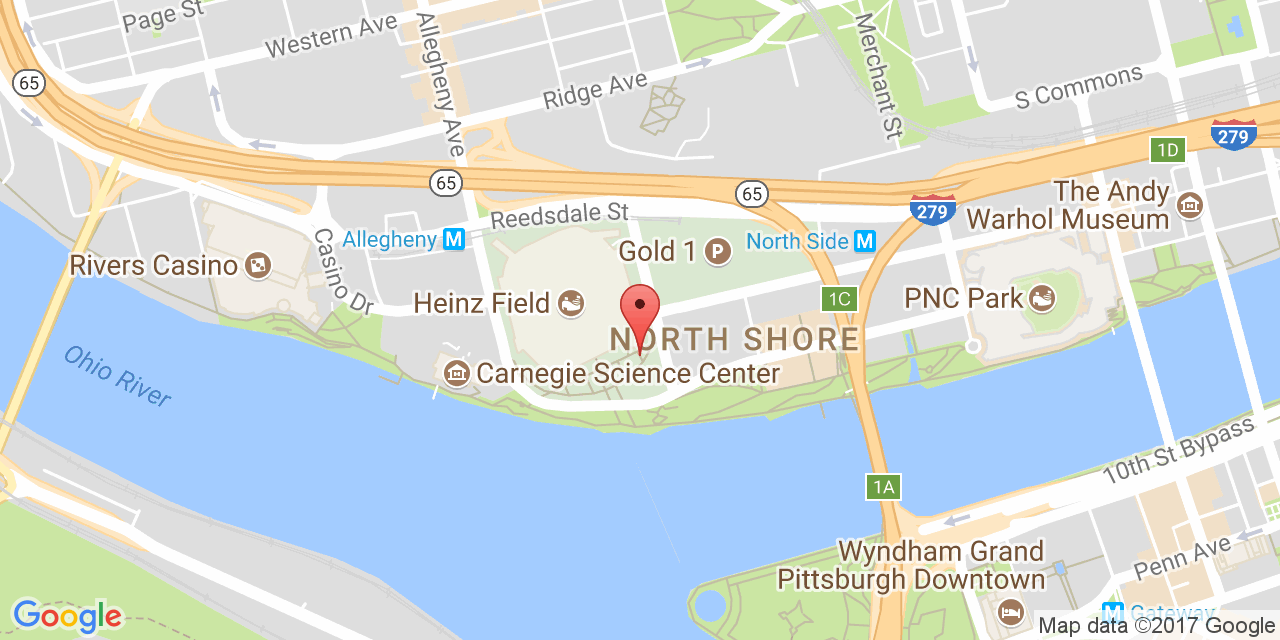 Page St
Western Ave
Allegheny Ave
Merchant St
65
Ridge Ave
S Commons
279
1D
65
65
279
The Andy
Warhol Museum
Reedsdale St
Allegheny M
North Side M
Gold 1 P
Rivers Casino
Casino Dr
Heinz Field
1C
PNC Park
NORTH SHORE
Ohio River
Carnegie Science Center
10th St Bypass
1A
Wyndham Grand
Pittsburgh Downtown
Penn Ave
M Gateway
Google
Map data ©2017 Google